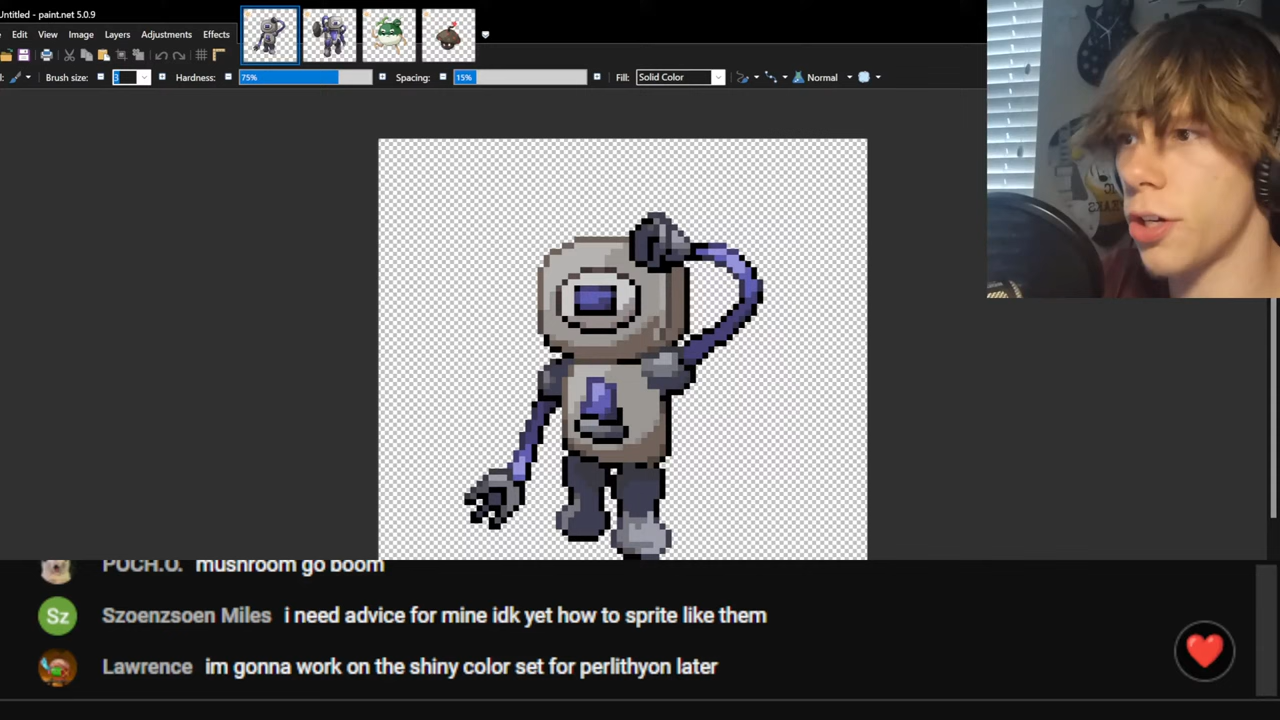 Untitled - paint.net 5.0.9
Edit View Image Layers Adjustments Effects
Brush size: 3 Hardness: 75% Spacing: 15% Fill: Solid Color Normal
POCH.O. mushroom go boom
Sz Szoenzsoen Miles i need advice for mine idk yet how to sprite like them
Lawrence im gonna work on the shiny color set for perlithyon later